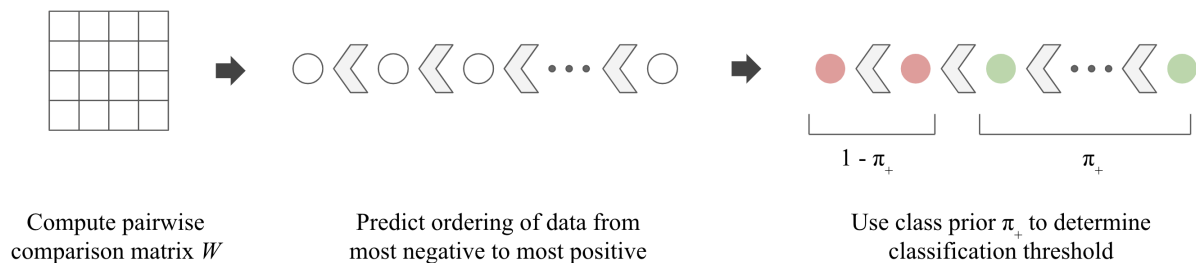 1 - π₊
π₊
Compute pairwise
comparison matrix W
Predict ordering of data from
most negative to most positive
Use class prior π₊ to determine
classification threshold